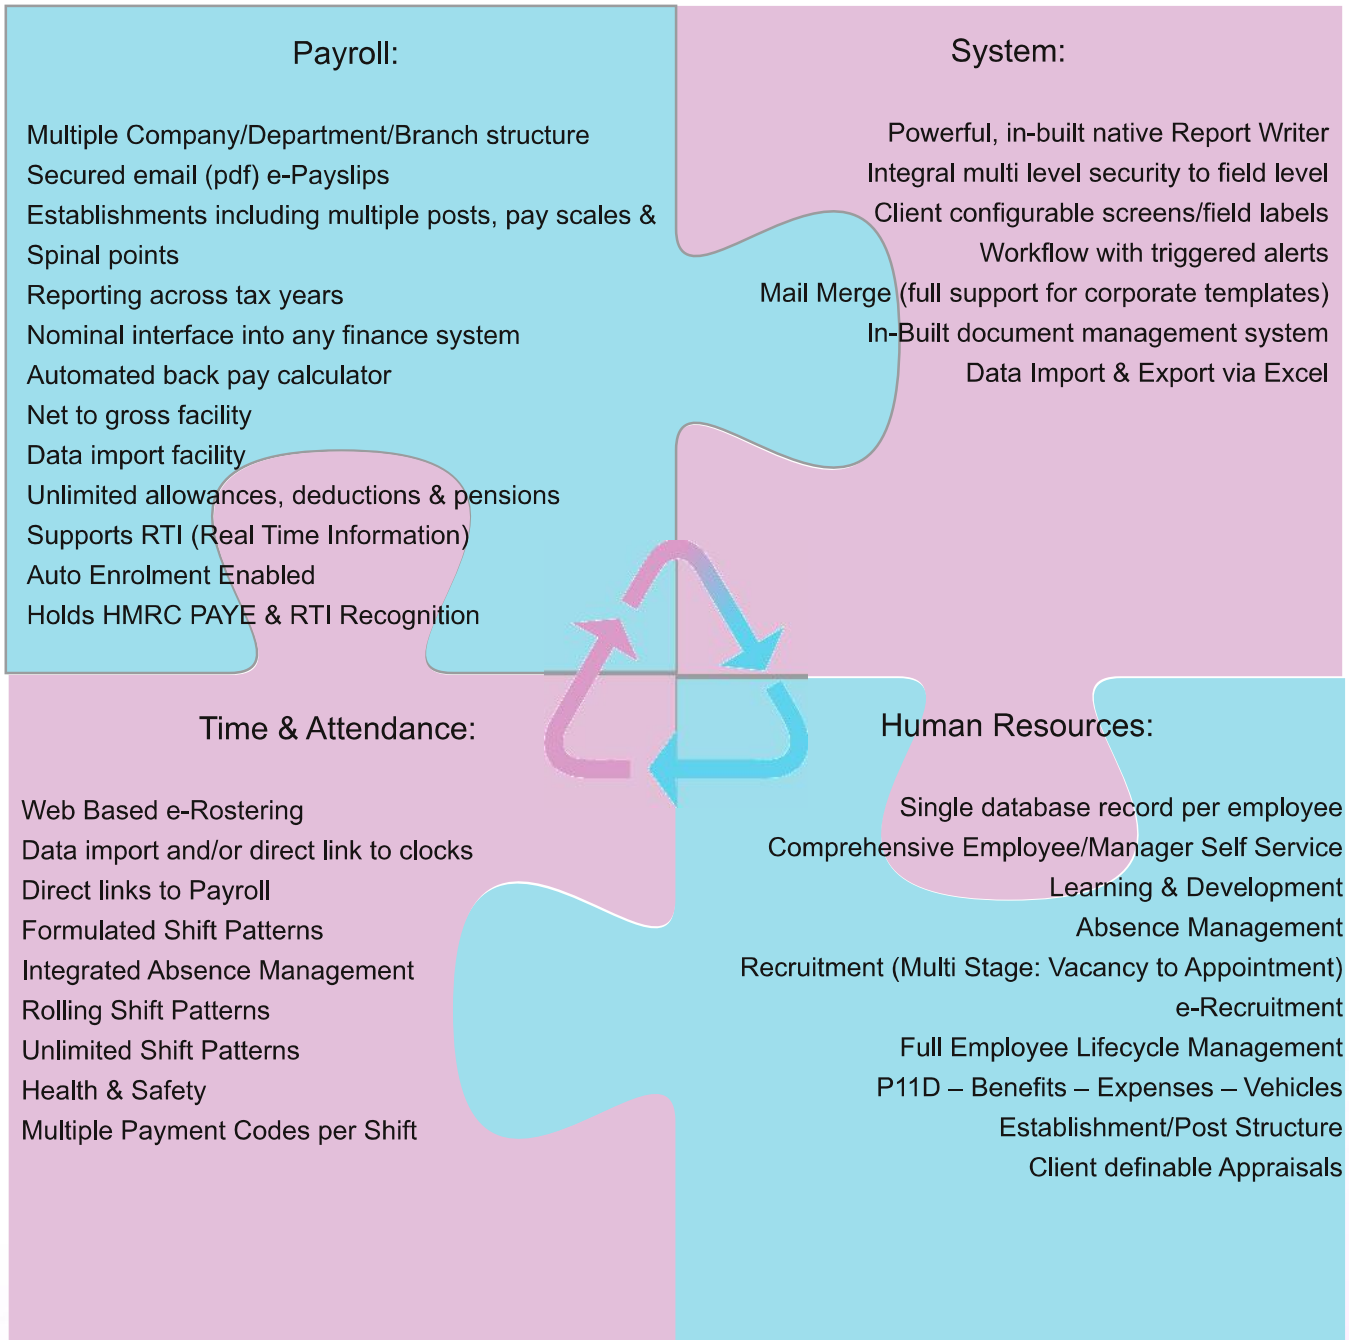 Payroll:
Multiple Company/Department/Branch structure
Secured email (pdf) e-Payslips
Establishments including multiple posts, pay scales &
Spinal points
Reporting across tax years
Nominal interface into any finance system
Automated back pay calculator
Net to gross facility
Data import facility
Unlimited allowances, deductions & pensions
Supports RTI (Real Time Information)
Auto Enrolment Enabled
Holds HMRC PAYE & RTI Recognition
System:
Powerful, in-built native Report Writer
Integral multi level security to field level
Client configurable screens/field labels
Workflow with triggered alerts
Mail Merge (full support for corporate templates)
In-Built document management system
Data Import & Export via Excel
Time & Attendance:
Web Based e-Rostering
Data import and/or direct link to clocks
Direct links to Payroll
Formulated Shift Patterns
Integrated Absence Management
Rolling Shift Patterns
Unlimited Shift Patterns
Health & Safety
Multiple Payment Codes per Shift
Human Resources:
Single database record per employee
Comprehensive Employee/Manager Self Service
Learning & Development
Absence Management
Recruitment (Multi Stage: Vacancy to Appointment)
e-Recruitment
Full Employee Lifecycle Management
P11D – Benefits – Expenses – Vehicles
Establishment/Post Structure
Client definable Appraisals